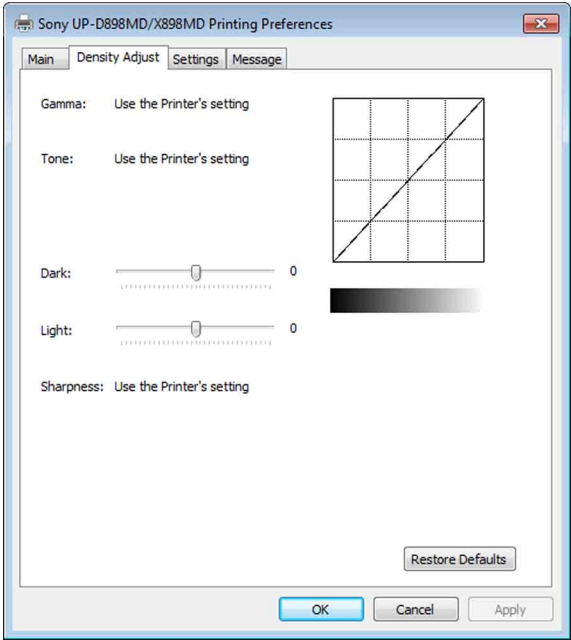 Sony UP-D898MD/X898MD Printing Preferences
Main Density Adjust Settings Message
Gamma: Use the Printer's setting
Tone: Use the Printer's setting
Dark: 0
Light: 0
Sharpness: Use the Printer's setting
Restore Defaults
OK Cancel Apply